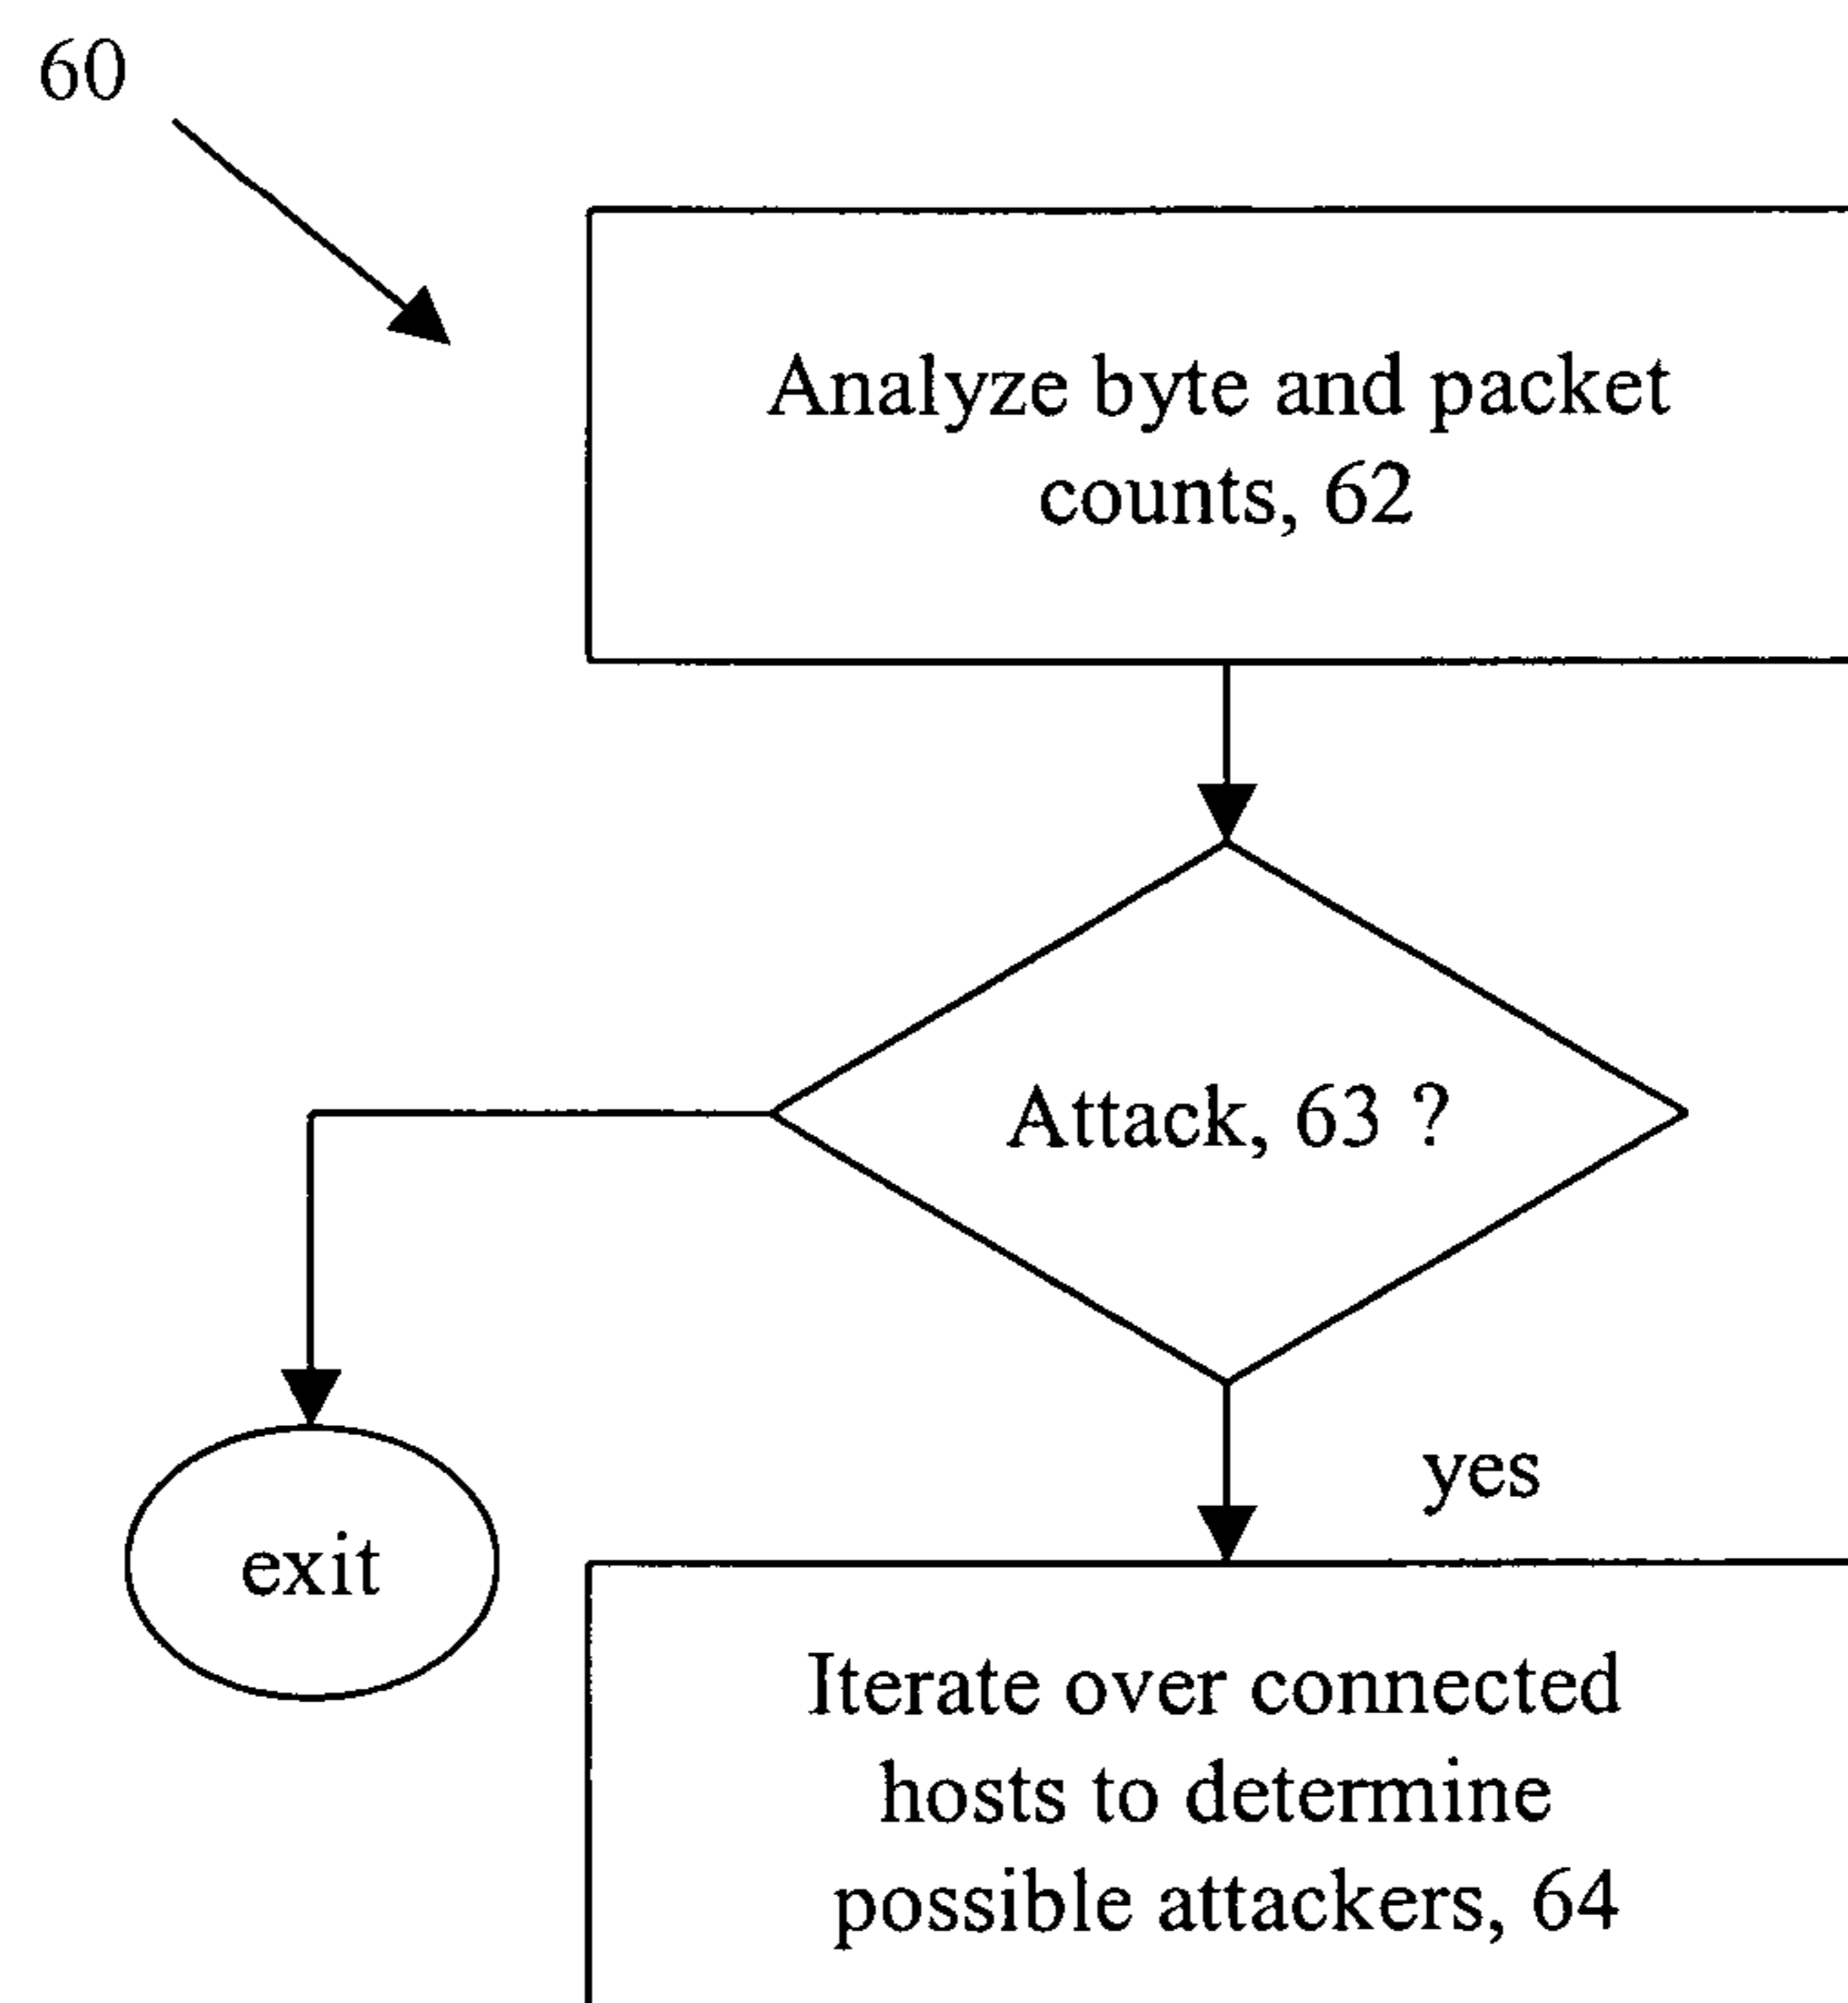 60
Analyze byte and packet
counts, 62
Attack, 63 ?
yes
exit
Iterate over connected
hosts to determine
possible attackers, 64